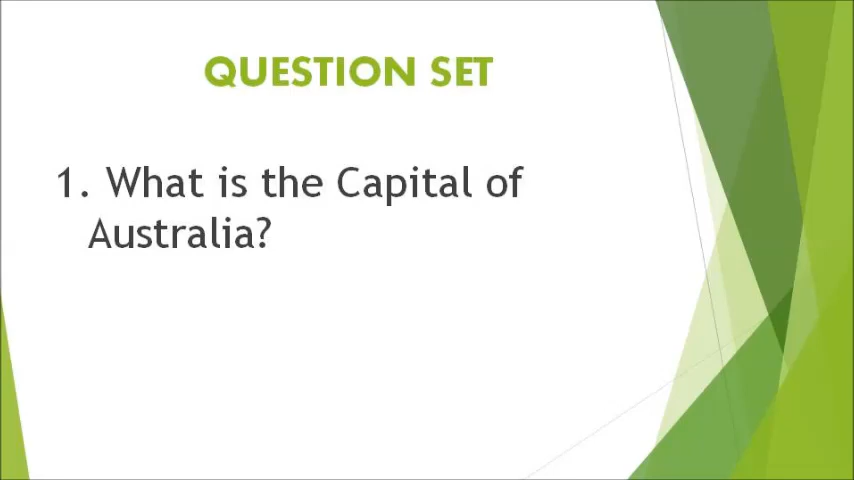 QUESTION SET
1. What is the Capital of
Australia?